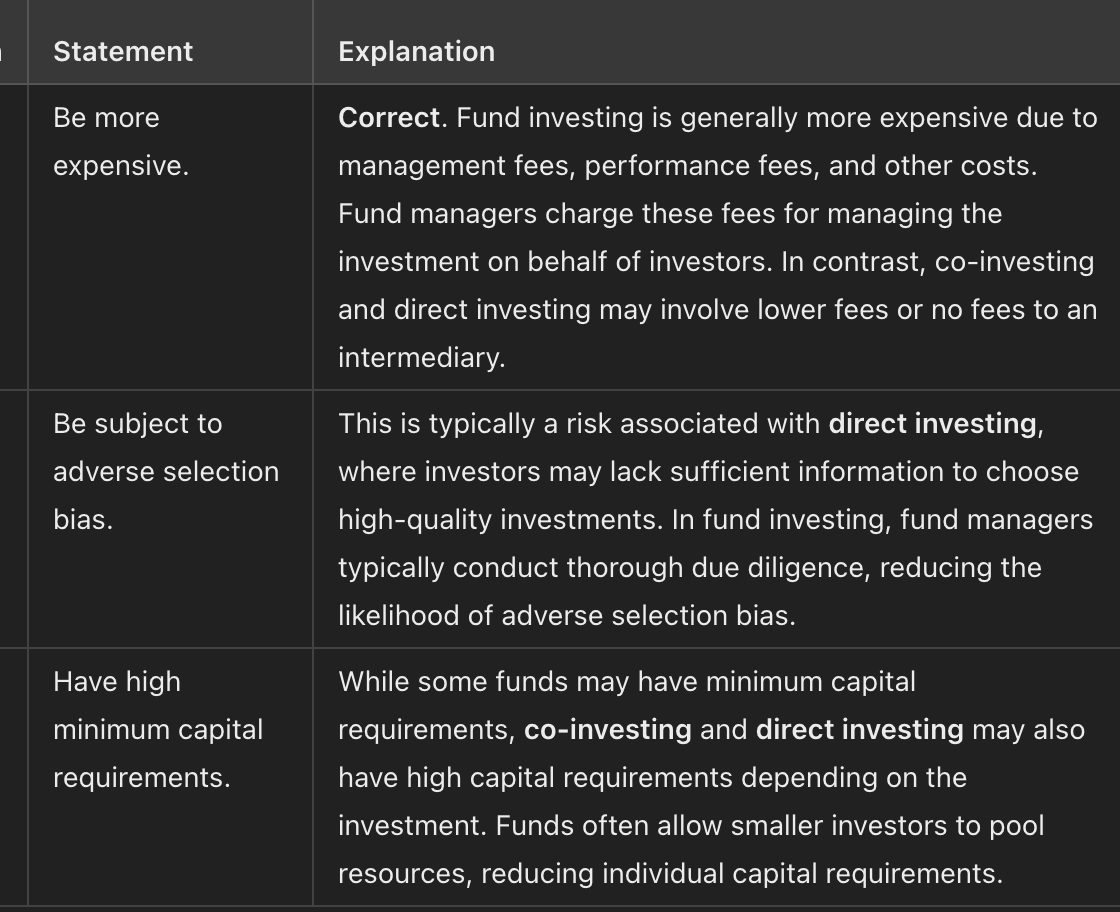 Statement
Explanation
Be more
expensive.
Correct. Fund investing is generally more expensive due to
management fees, performance fees, and other costs.
Fund managers charge these fees for managing the
investment on behalf of investors. In contrast, co-investing
and direct investing may involve lower fees or no fees to an
intermediary.
Be subject to
adverse selection
bias.
This is typically a risk associated with direct investing,
where investors may lack sufficient information to choose
high-quality investments. In fund investing, fund managers
typically conduct thorough due diligence, reducing the
likelihood of adverse selection bias.
Have high
minimum capital
requirements.
While some funds may have minimum capital
requirements, co-investing and direct investing may also
have high capital requirements depending on the
investment. Funds often allow smaller investors to pool
resources, reducing individual capital requirements.